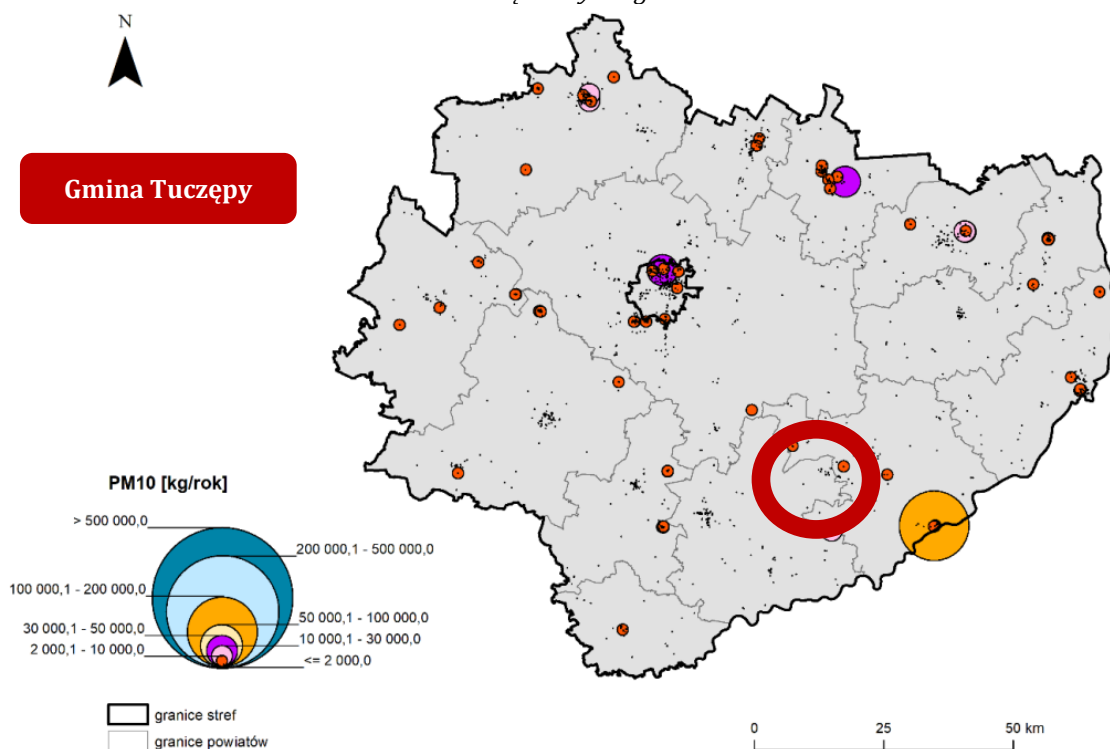 N
Gmina Tuczępy
PM10 [kg/rok]
> 500 000,0
200 000,1 - 500 000,0
100 000,1 - 200 000,0
50 000,1 - 100 000,0
30 000,1 - 50 000,0
10 000,1 - 30 000,0
2 000,1 - 10 000,0
<= 2 000,0
granice stref
granice powiatów
0 25 50 km